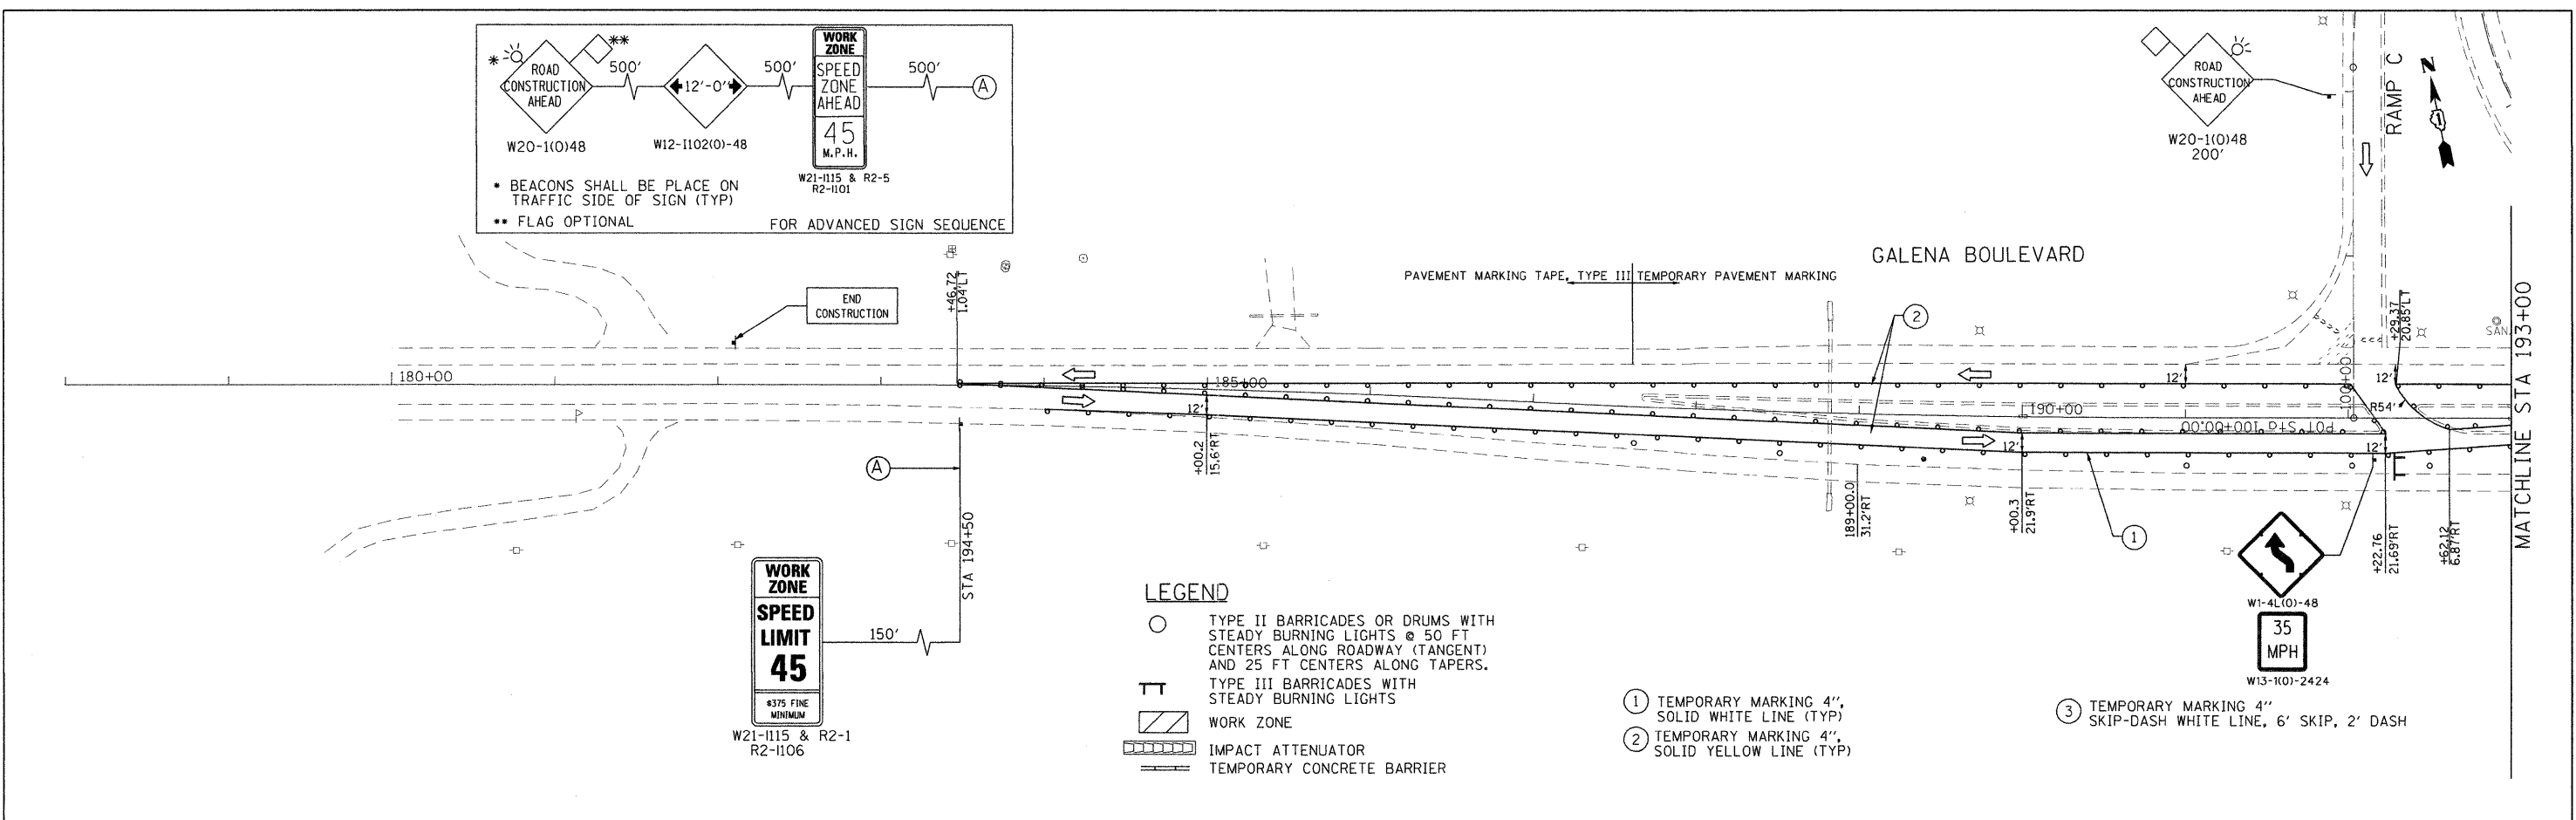 * **
ROAD
CONSTRUCTION
AHEAD
W20-1(O)48
500'
12'-0"
W12-I102(O)-48
500'
WORK
ZONE
SPEED
ZONE
AHEAD
45
M.P.H.
W21-I115 & R2-5
R2-I101
500'
A
* BEACONS SHALL BE PLACE ON
TRAFFIC SIDE OF SIGN (TYP)
** FLAG OPTIONAL
FOR ADVANCED SIGN SEQUENCE
ROAD
CONSTRUCTION
AHEAD
W20-1(O)48
200'
RAMP C
N
GALENA BOULEVARD
PAVEMENT MARKING TAPE, TYPE III TEMPORARY PAVEMENT MARKING
END
CONSTRUCTION
+46.72
1.04'LT
2
+29.37
20.85'LT
SAN.
MATCHLINE STA 193+00
180+00
185+00
190+00
100+00
12'
12'
R54'
POT Sta 100+00.00
12'
12'
12'
+00.2
15.6'RT
189+00.0
31.2'RT
+00.3
21.9'RT
+22.76
21.69'RT
+62.12
6.87'RT
A
STA 194+50
1
WORK
ZONE
SPEED
LIMIT
45
$375 FINE
MINIMUM
W21-I115 & R2-1
R2-I106
150'
W1-4L(O)-48
35
MPH
W13-1(O)-2424
LEGEND
TYPE II BARRICADES OR DRUMS WITH
STEADY BURNING LIGHTS @ 50 FT
CENTERS ALONG ROADWAY (TANGENT)
AND 25 FT CENTERS ALONG TAPERS.
TYPE III BARRICADES WITH
STEADY BURNING LIGHTS
WORK ZONE
IMPACT ATTENUATOR
TEMPORARY CONCRETE BARRIER
1 TEMPORARY MARKING 4",
SOLID WHITE LINE (TYP)
2 TEMPORARY MARKING 4",
SOLID YELLOW LINE (TYP)
3 TEMPORARY MARKING 4"
SKIP-DASH WHITE LINE, 6' SKIP, 2' DASH